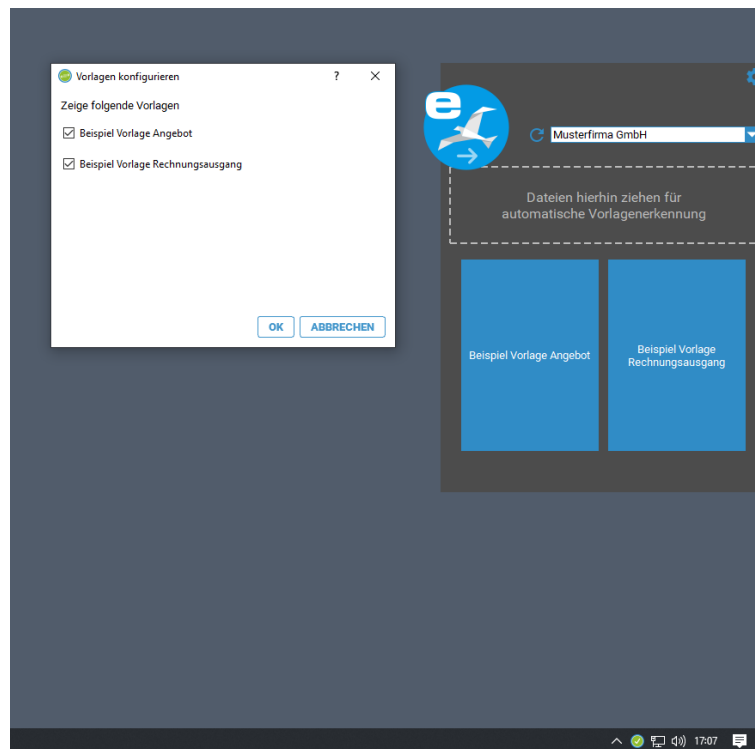 Vorlagen konfigurieren
?
Zeige folgende Vorlagen
Beispiel Vorlage Angebot
Beispiel Vorlage Rechnungsausgang
OK
ABBRECHEN
e
Musterfirma GmbH
Dateien hierhin ziehen für
automatische Vorlagenerkennung
Beispiel Vorlage Angebot
Beispiel Vorlage
Rechnungsausgang
17:07